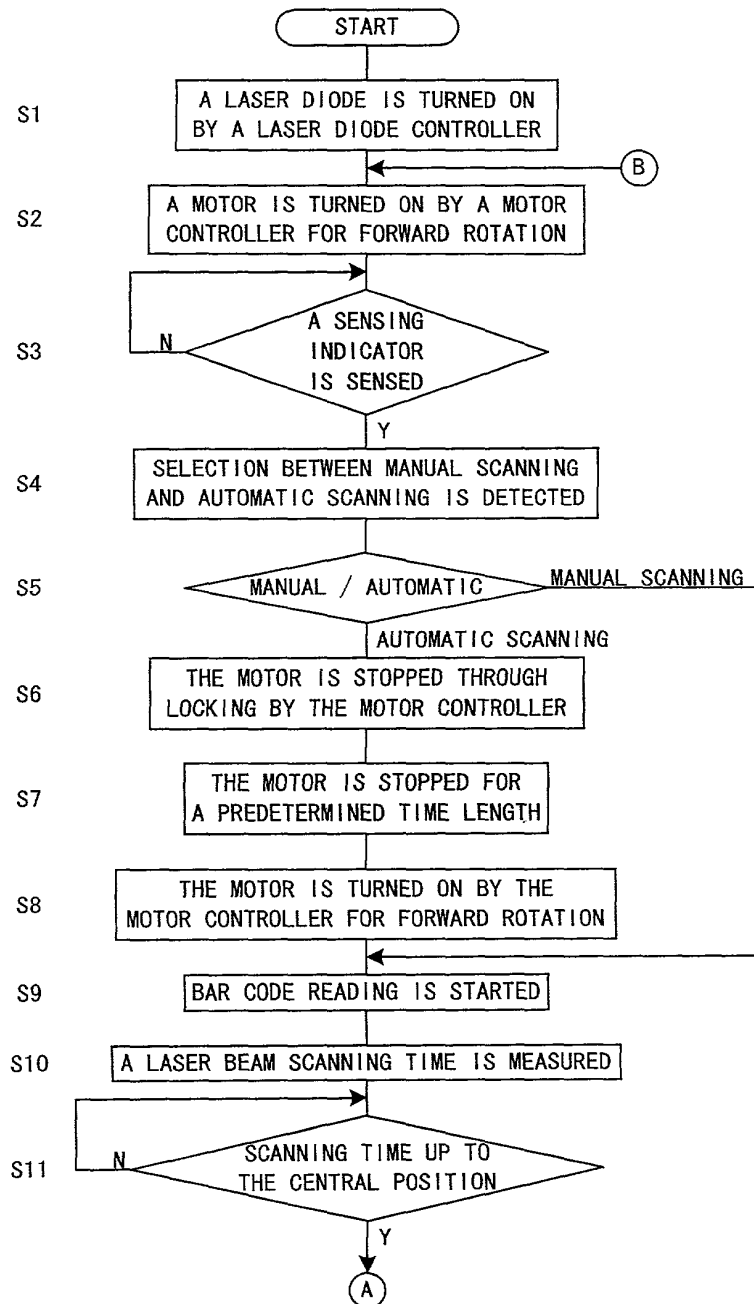 START
S1
A LASER DIODE IS TURNED ON
BY A LASER DIODE CONTROLLER
B
S2
A MOTOR IS TURNED ON BY A MOTOR
CONTROLLER FOR FORWARD ROTATION
S3
N
A SENSING
INDICATOR
IS SENSED
Y
S4
SELECTION BETWEEN MANUAL SCANNING
AND AUTOMATIC SCANNING IS DETECTED
S5
MANUAL / AUTOMATIC
MANUAL SCANNING
AUTOMATIC SCANNING
S6
THE MOTOR IS STOPPED THROUGH
LOCKING BY THE MOTOR CONTROLLER
S7
THE MOTOR IS STOPPED FOR
A PREDETERMINED TIME LENGTH
S8
THE MOTOR IS TURNED ON BY THE
MOTOR CONTROLLER FOR FORWARD ROTATION
S9
BAR CODE READING IS STARTED
S10
A LASER BEAM SCANNING TIME IS MEASURED
S11
N
SCANNING TIME UP TO
THE CENTRAL POSITION
Y
A